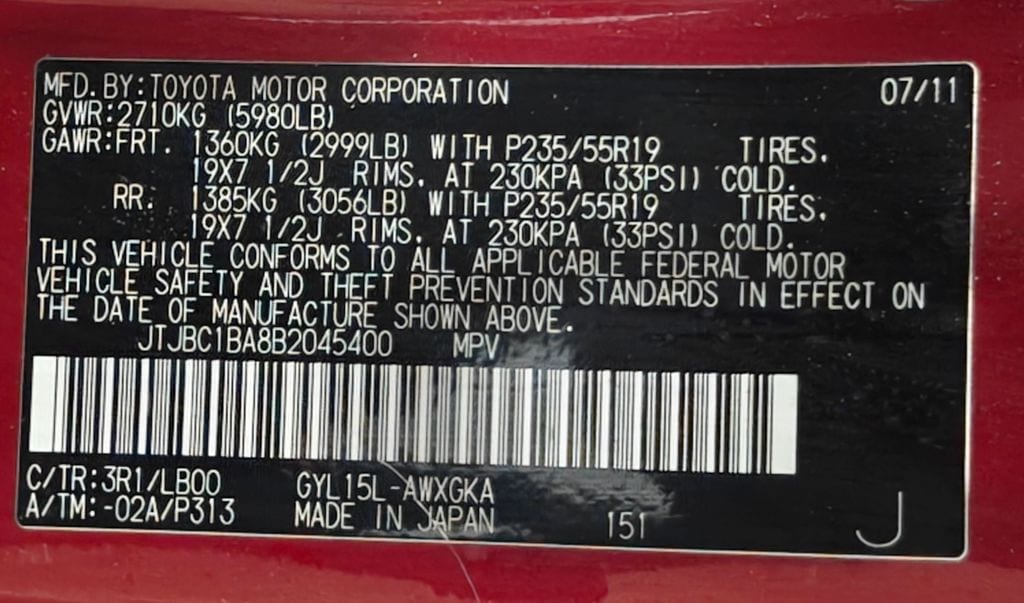 MFD. BY: TOYOTA MOTOR CORPORATION 07/11
GVWR: 2710KG (5980LB)
GAWR: FRT. 1360KG (2999LB) WITH P235/55R19 TIRES.
19X7 1/2J RIMS. AT 230KPA (33PSI) COLD.
RR. 1385KG (3056LB) WITH P235/55R19 TIRES.
19X7 1/2J RIMS. AT 230KPA (33PSI) COLD.
THIS VEHICLE CONFORMS TO ALL APPLICABLE FEDERAL MOTOR
VEHICLE SAFETY AND THEFT PREVENTION STANDARDS IN EFFECT ON
THE DATE OF MANUFACTURE SHOWN ABOVE.
JTJBC1BA8B2045400 MPV
C/TR: 3R1/LB00 GYL15L-AWXGKA
A/TM: -02A/P313 MADE IN JAPAN 151 J